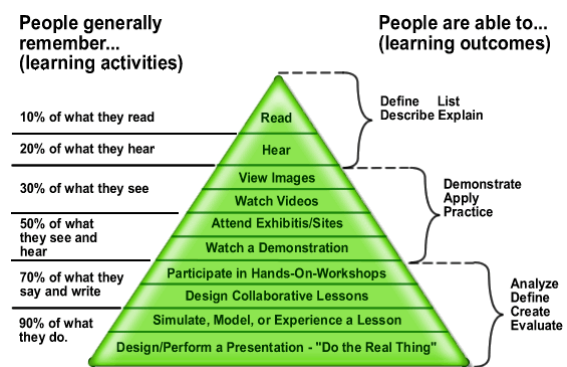 People generally
remember...
(learning activities)
People are able to...
(learning outcomes)
10% of what they read
20% of what they hear
30% of what they see
50% of what
they see and
hear
70% of what they
say and write
90% of what
they do.
Read
Hear
View Images
Watch Videos
Attend Exhibitis/Sites
Watch a Demonstration
Participate in Hands-On-Workshops
Design Collaborative Lessons
Simulate, Model, or Experience a Lesson
Design/Perform a Presentation - "Do the Real Thing"
Define List
Describe Explain
Demonstrate
Apply
Practice
Analyze
Define
Create
Evaluate